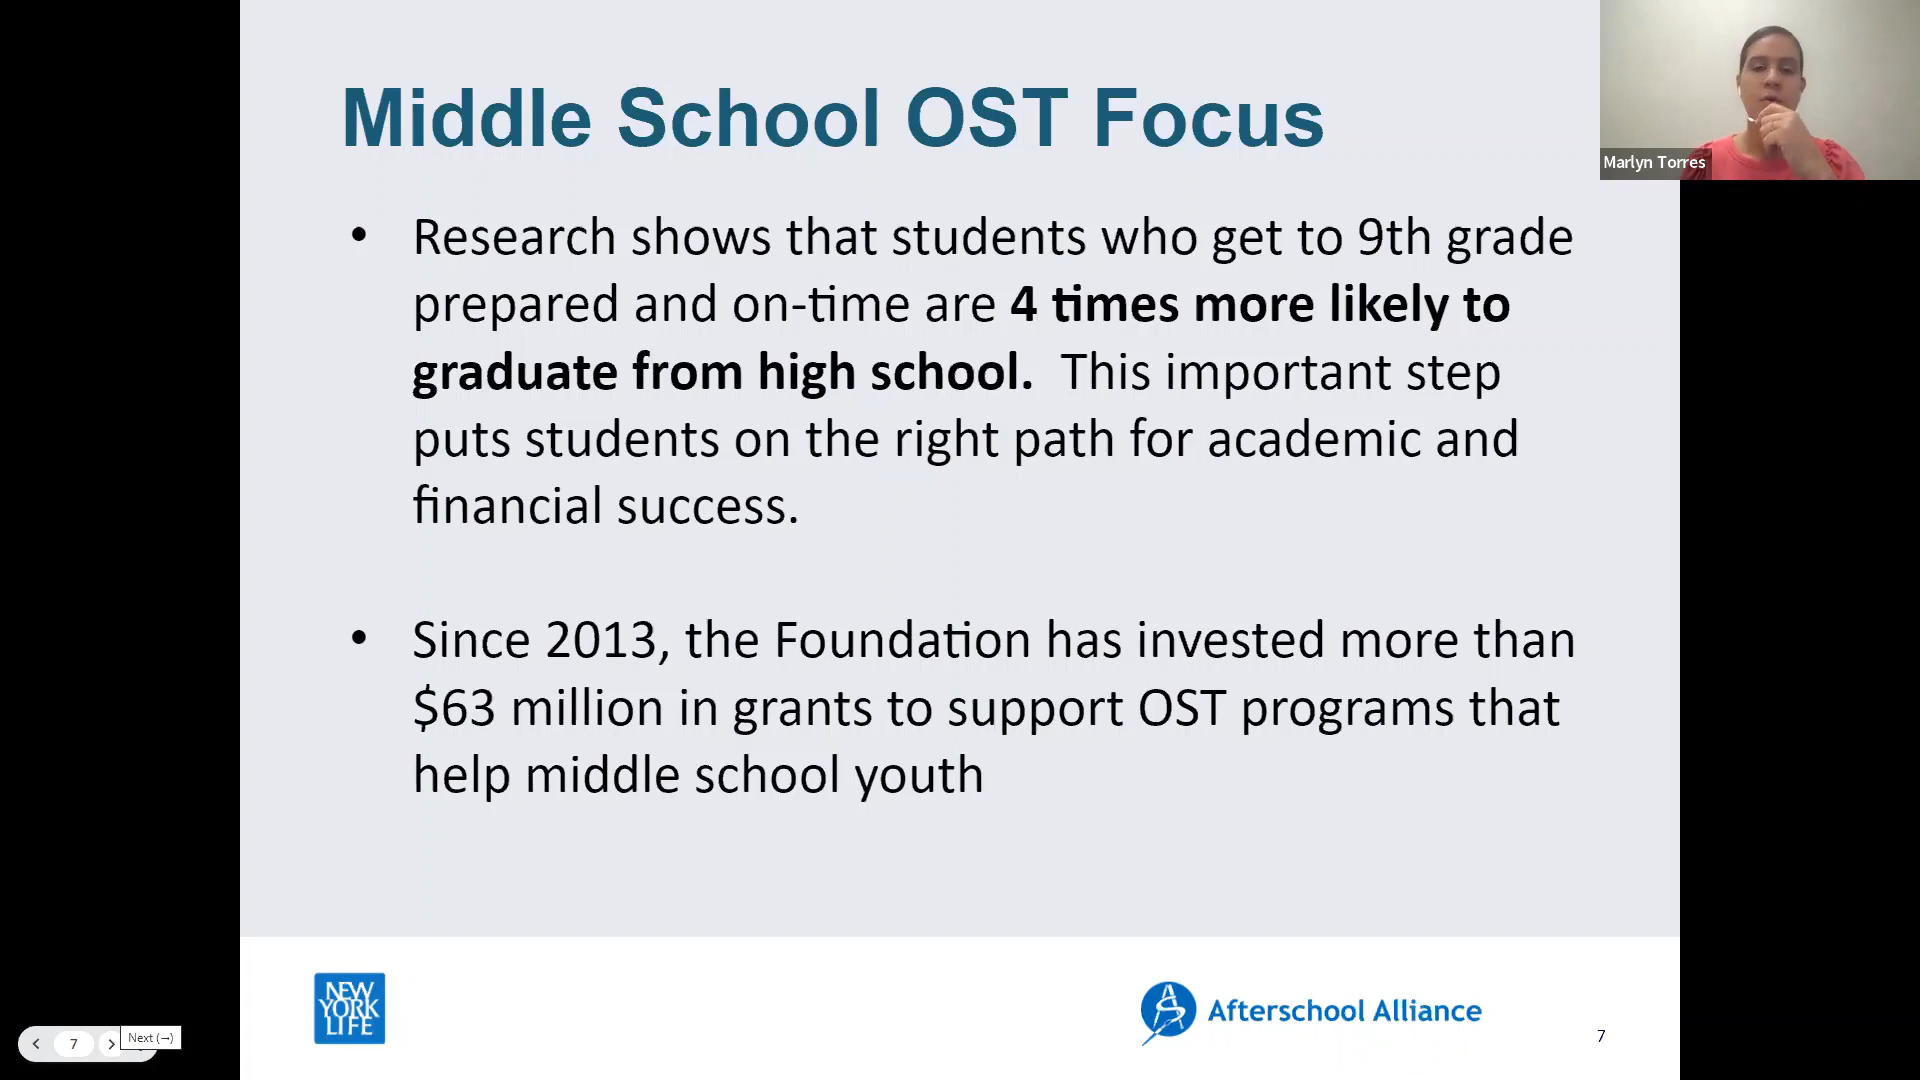 Middle School OST Focus
Marlyn Torres
• Research shows that students who get to 9th grade
prepared and on-time are 4 times more likely to
graduate from high school.  This important step
puts students on the right path for academic and
financial success.
• Since 2013, the Foundation has invested more than
$63 million in grants to support OST programs that
help middle school youth
NEW
YORK
LIFE
Afterschool Alliance
7
7
Next (→)